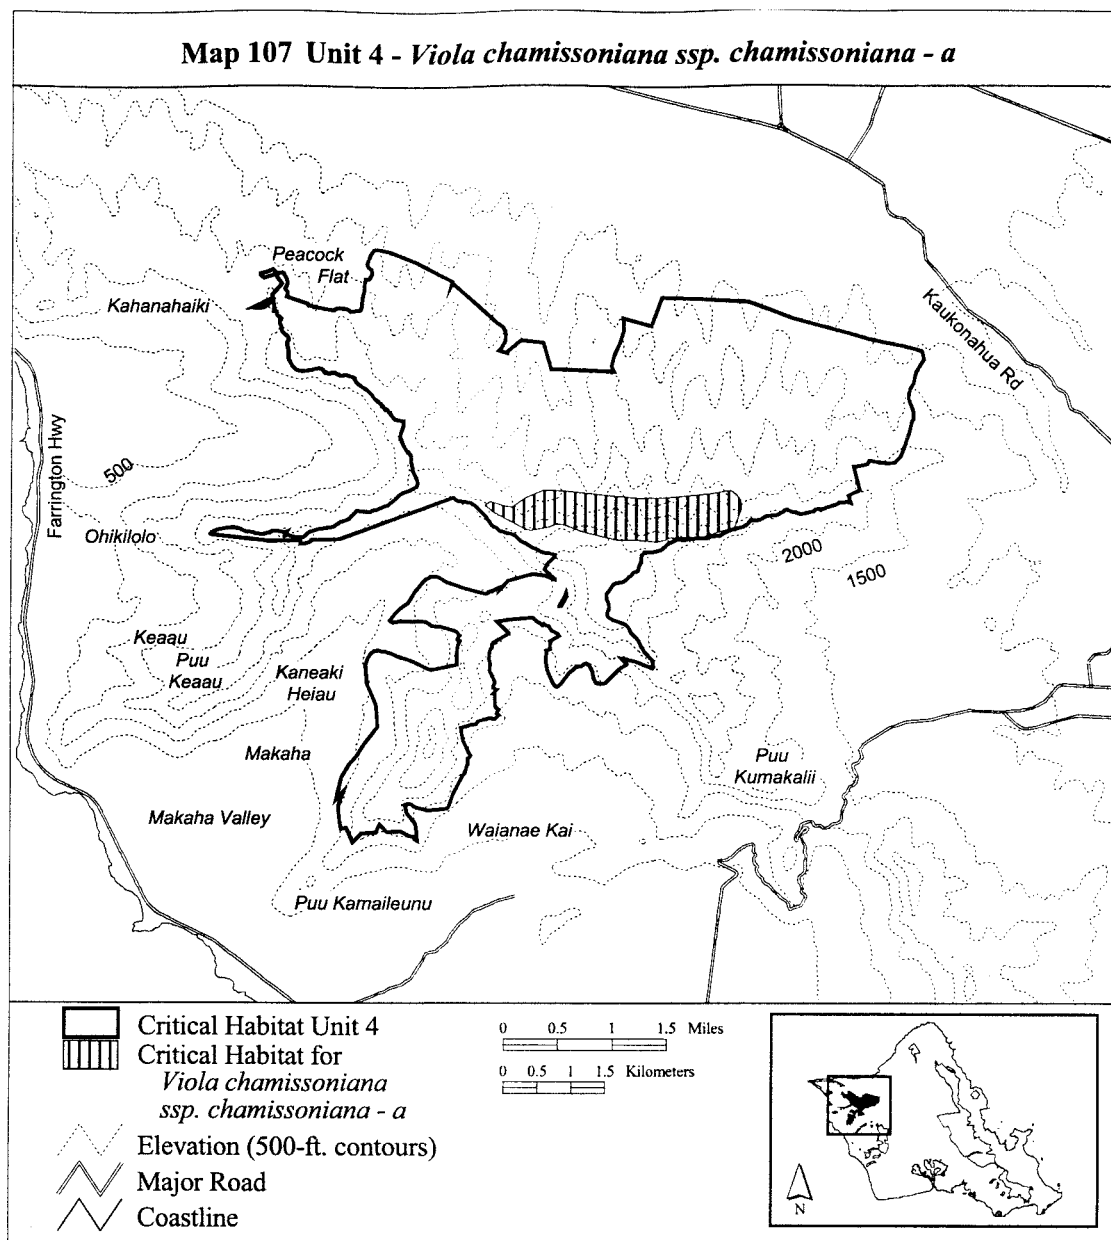 Map 107 Unit 4 - Viola chamissoniana ssp. chamissoniana - a
Peacock
Flat
Kahanahaiki
Kaukonahua Rd
Farrington Hwy
500
Ohikilolo
2000
1500
Keaau
Puu
Keaau
Kaneaki
Heiau
Makaha
Puu
Kumakalii
Makaha Valley
Waianae Kai
Puu Kamaileunu
Critical Habitat Unit 4
Critical Habitat for
Viola chamissoniana
ssp. chamissoniana - a
Elevation (500-ft. contours)
Major Road
Coastline
0 0.5 1 1.5 Miles
0 0.5 1 1.5 Kilometers
N